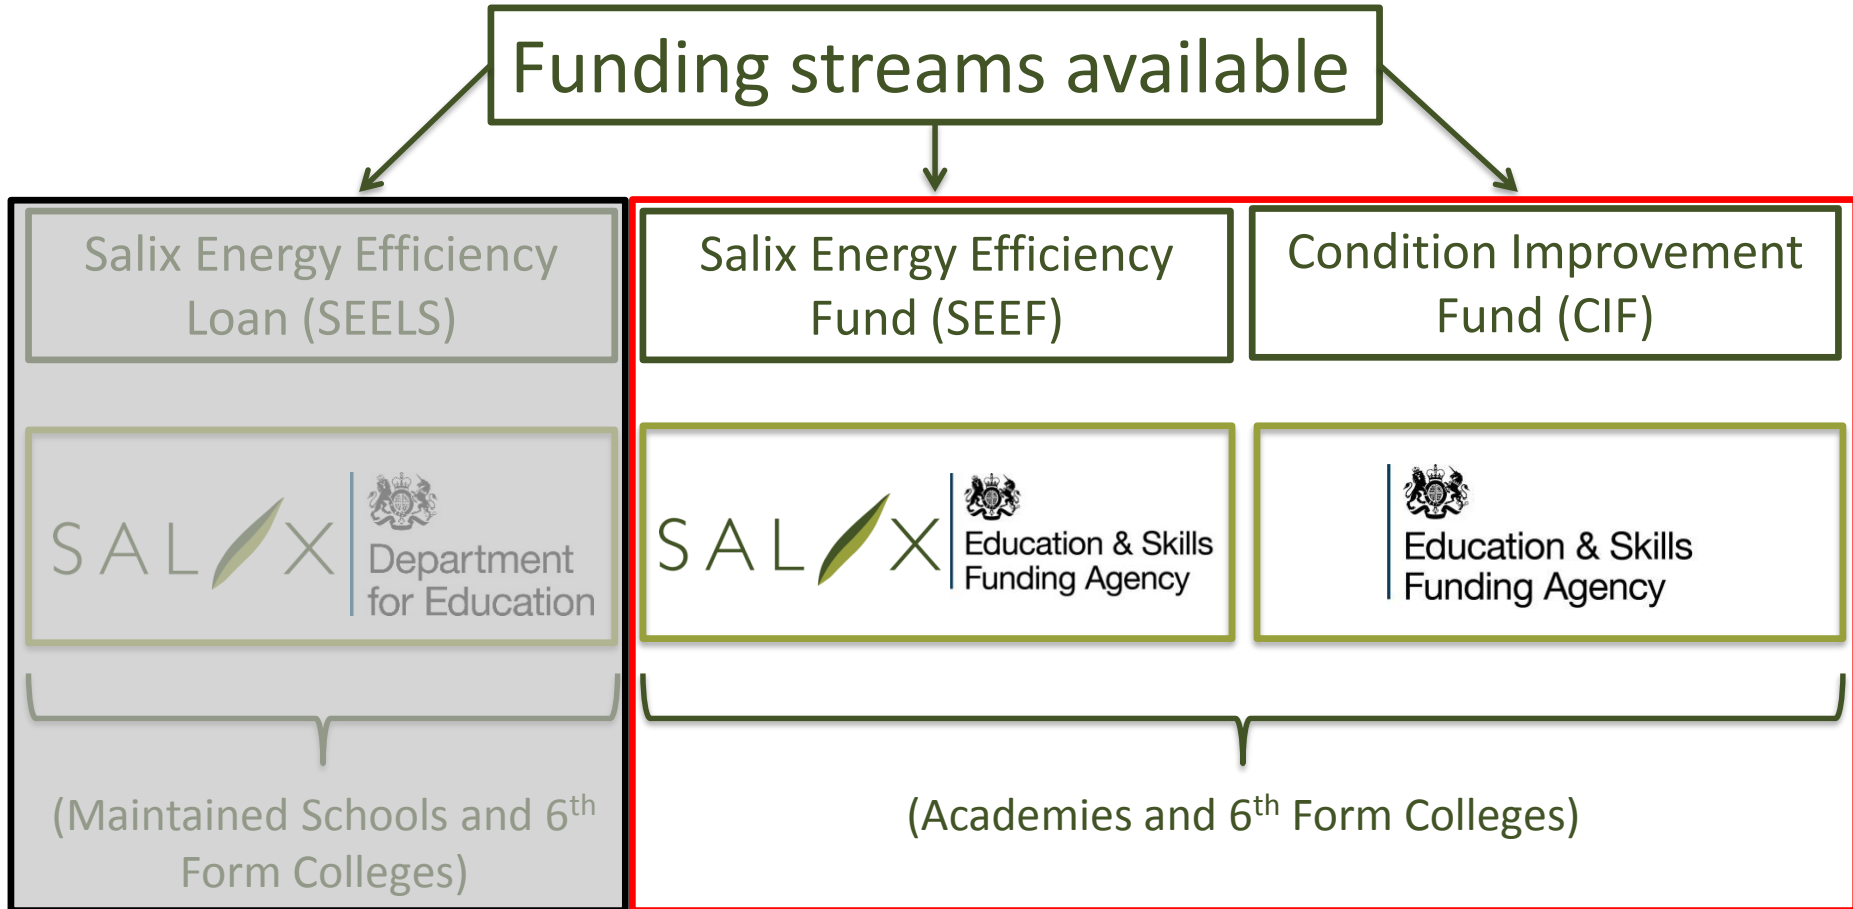 Funding streams available
Salix Energy Efficiency
Loan (SEELS)
Salix Energy Efficiency
Fund (SEEF)
Condition Improvement
Fund (CIF)
SALIX
Department
for Education
SALIX
Education & Skills
Funding Agency
Education & Skills
Funding Agency
(Maintained Schools and 6th
Form Colleges)
(Academies and 6th Form Colleges)